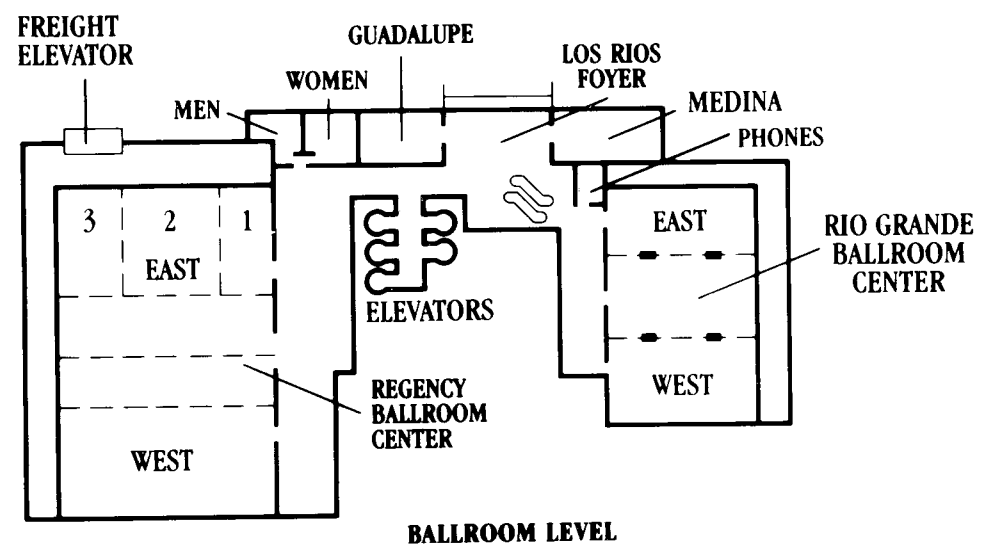 FREIGHT
ELEVATOR
GUADALUPE
WOMEN
MEN
LOS RIOS
FOYER
MEDINA
PHONES
3
2
1
EAST
EAST
RIO GRANDE
BALLROOM
CENTER
ELEVATORS
WEST
REGENCY
BALLROOM
CENTER
WEST
BALLROOM LEVEL